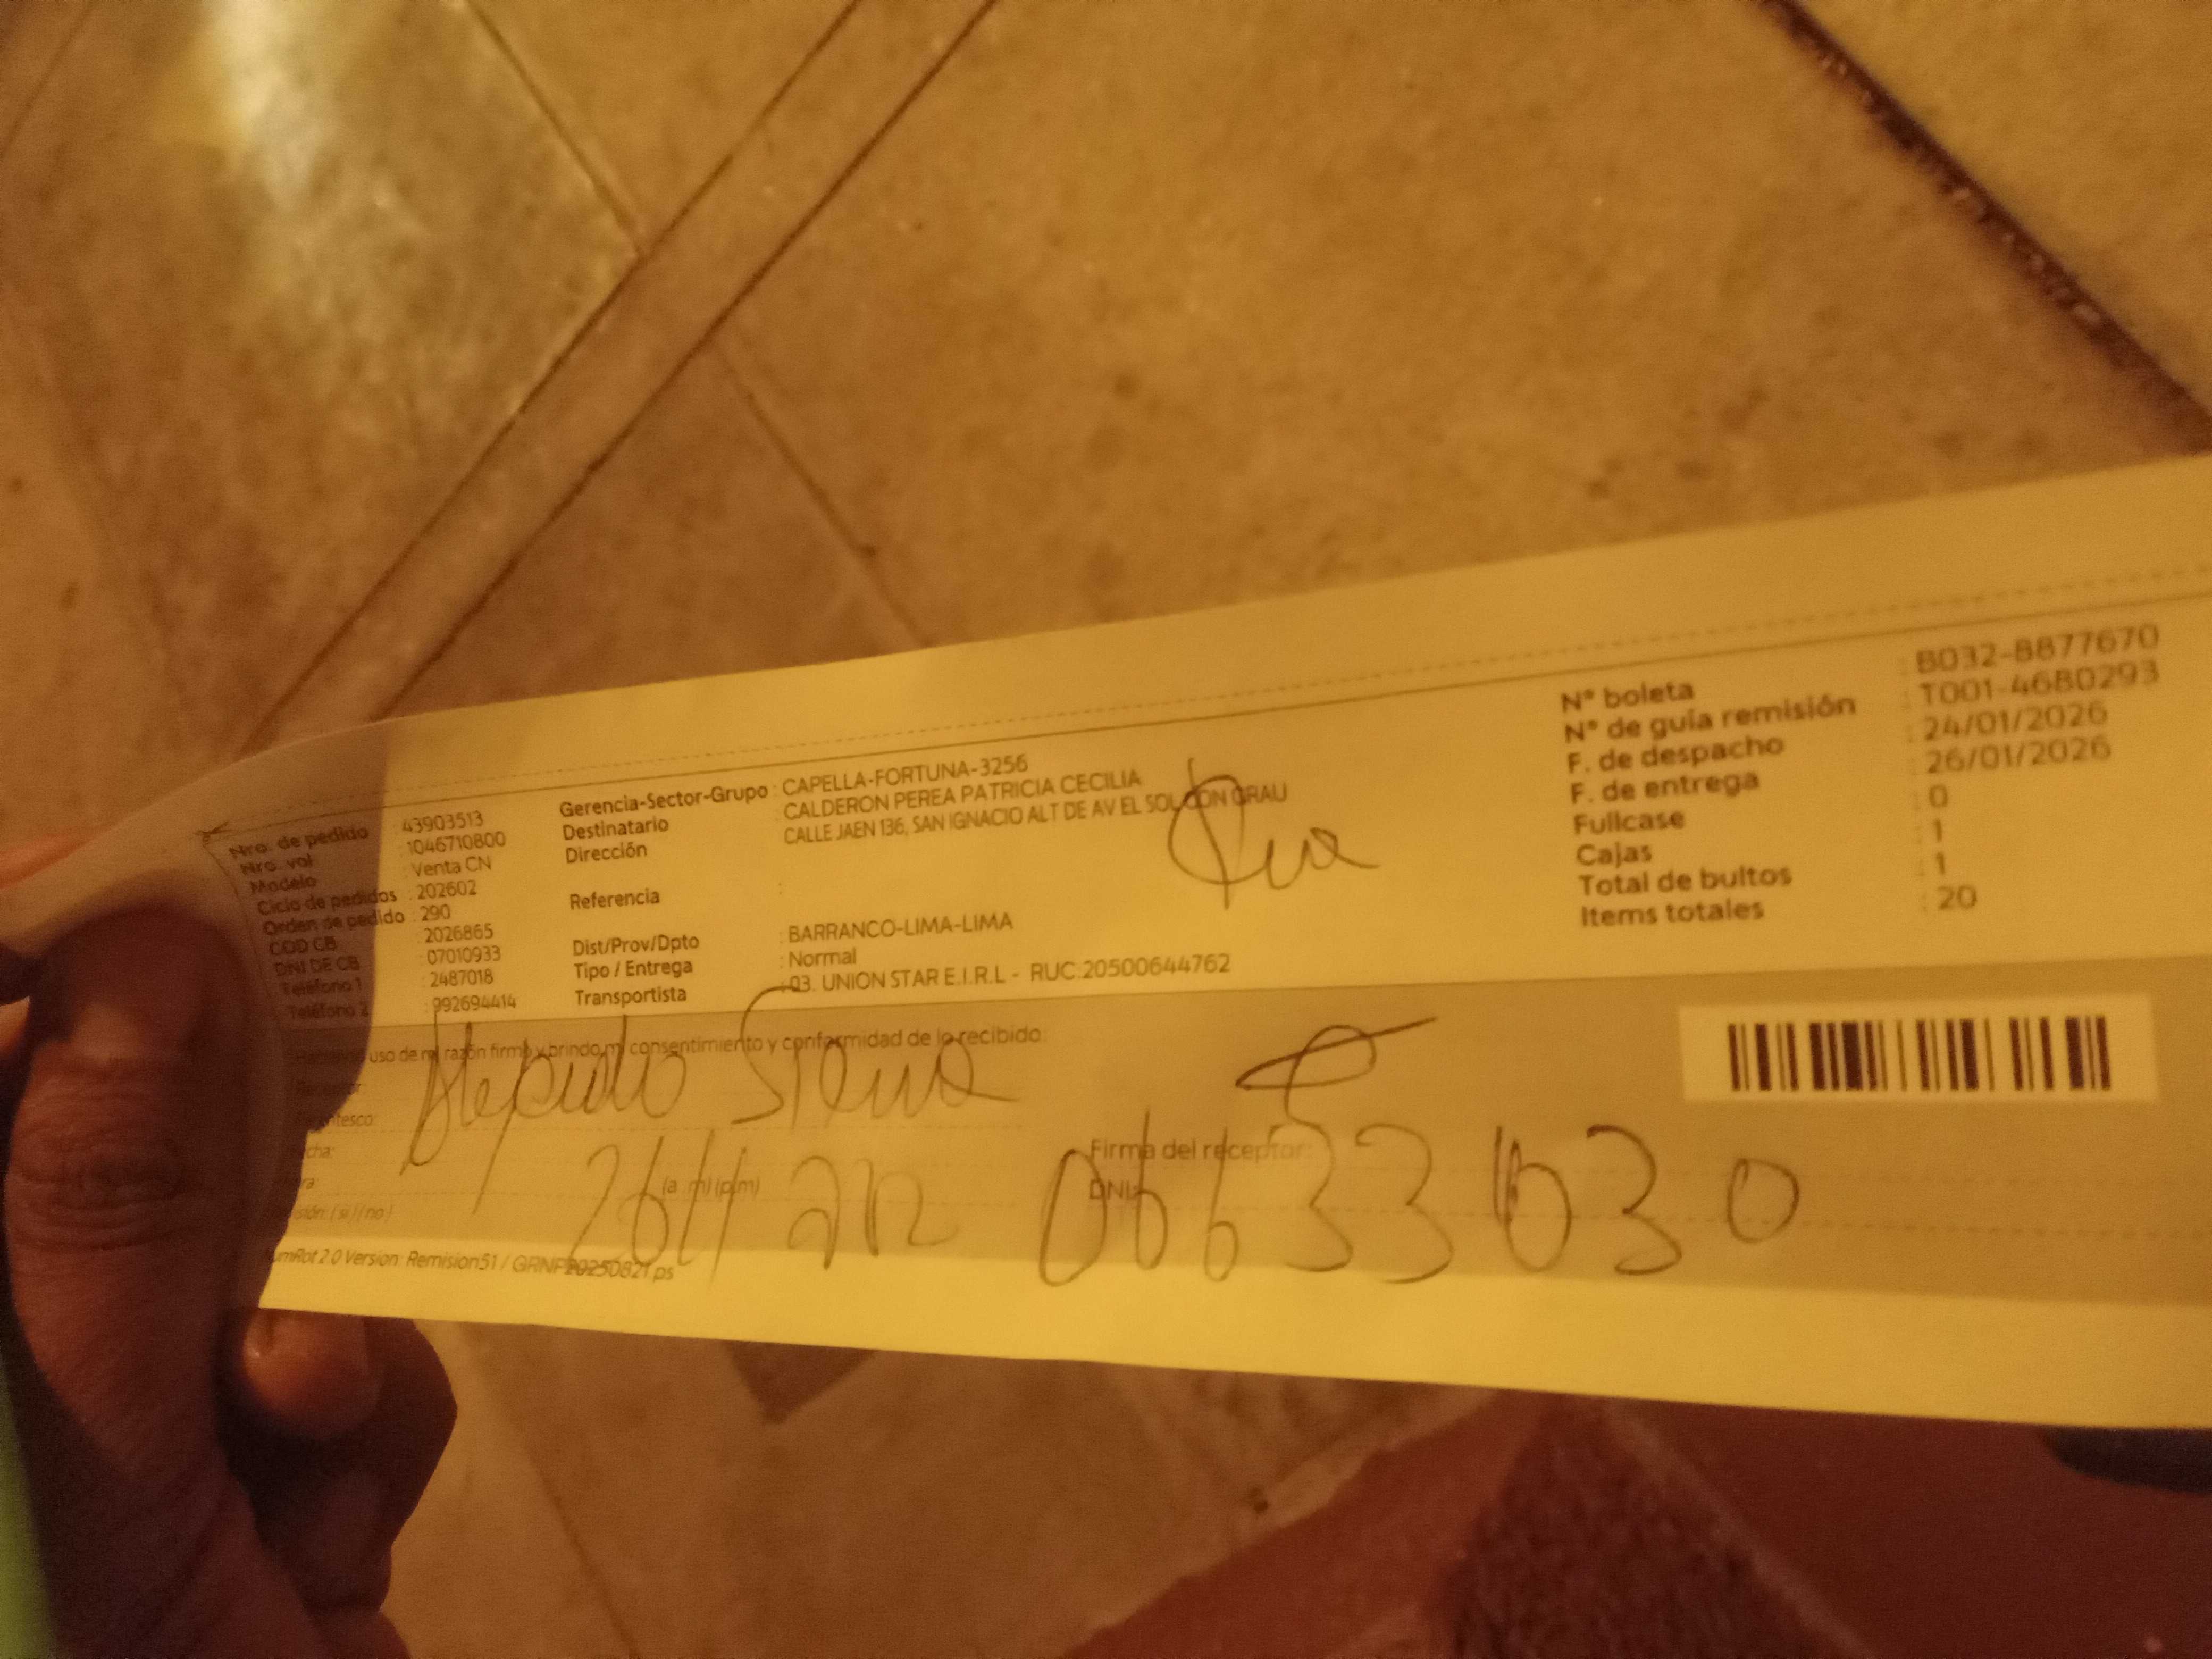 Nro. de pedido : 43903513
Nro. vol : 1046710800
Modelo : Venta CN
Ciclo de pedidos : 202602
Orden de pedido : 290
COD CB : 2026865
DNI DE CB : 07010933
Teléfono 1 : 2487018
Teléfono 2 : 992694414
Gerencia-Sector-Grupo : CAPELLA-FORTUNA-3256
Destinatario : CALDERON PEREA PATRICIA CECILIA
Dirección : CALLE JAEN 136, SAN IGNACIO ALT DE AV EL SOL CON GRAU
Referencia :
Dist/Prov/Dpto : BARRANCO-LIMA-LIMA
Tipo / Entrega : Normal
Transportista : 03. UNION STAR E.I.R.L - RUC:20500644762
N° boleta : B032-8877670
N° de guía remisión : T001-4680293
F. de despacho : 24/01/2026
F. de entrega : 26/01/2026
Fullcase : 0
Cajas : 1
Total de bultos : 1
Items totales : 20
uso de mi razón firmo y brindo mi consentimiento y conformidad de lo recibido.
(a.m) (p.m)
Firma del receptor:
DNI:
( si ) ( no )
Version: Remision51 / GRNF20250821.ps